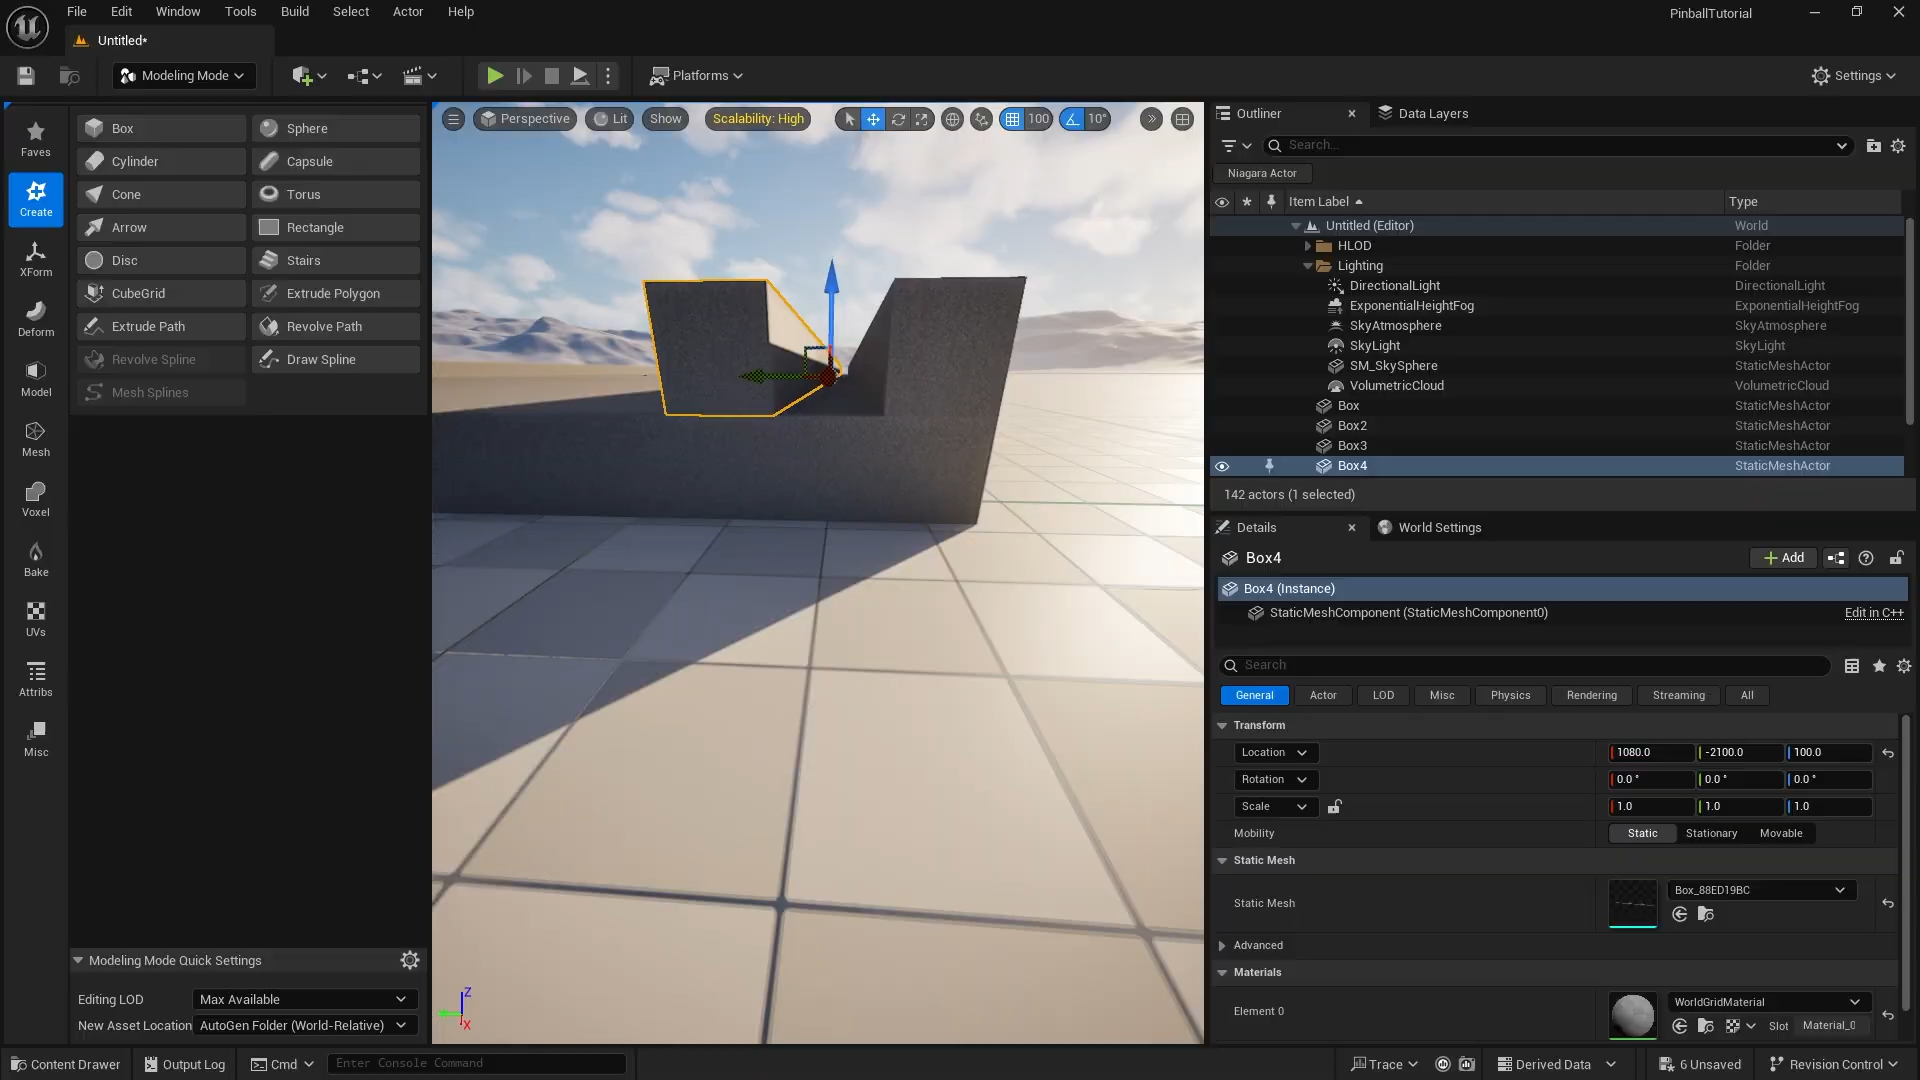 File Edit Window Tools Build Select Actor Help
PinballTutorial
Untitled*
Modeling Mode
Platforms
Settings
Faves
Create
XForm
Deform
Model
Mesh
Voxel
Bake
UVs
Attribs
Misc
Box Sphere
Cylinder Capsule
Cone Torus
Arrow Rectangle
Disc Stairs
CubeGrid Extrude Polygon
Extrude Path Revolve Path
Revolve Spline Draw Spline
Mesh Splines
Modeling Mode Quick Settings
Editing LOD Max Available
New Asset Location AutoGen Folder (World-Relative)
Perspective Lit Show Scalability: High 100 10°
Z
X
Outliner Data Layers
Search...
Niagara Actor
Item Label Type
Untitled (Editor) World
HLOD Folder
Lighting Folder
DirectionalLight DirectionalLight
ExponentialHeightFog ExponentialHeightFog
SkyAtmosphere SkyAtmosphere
SkyLight SkyLight
SM_SkySphere StaticMeshActor
VolumetricCloud VolumetricCloud
Box StaticMeshActor
Box2 StaticMeshActor
Box3 StaticMeshActor
Box4 StaticMeshActor
142 actors (1 selected)
Details World Settings
Box4 Add
Box4 (Instance)
StaticMeshComponent (StaticMeshComponent0) Edit in C++
Search
General Actor LOD Misc Physics Rendering Streaming All
Transform
Location 1080.0 -2100.0 100.0
Rotation 0.0° 0.0° 0.0°
Scale 1.0 1.0 1.0
Mobility Static Stationary Movable
Static Mesh
Static Mesh Box_88ED19BC
Advanced
Materials
Element 0 WorldGridMaterial
Slot Material_0
Content Drawer Output Log Cmd Enter Console Command Trace Derived Data 6 Unsaved Revision Control